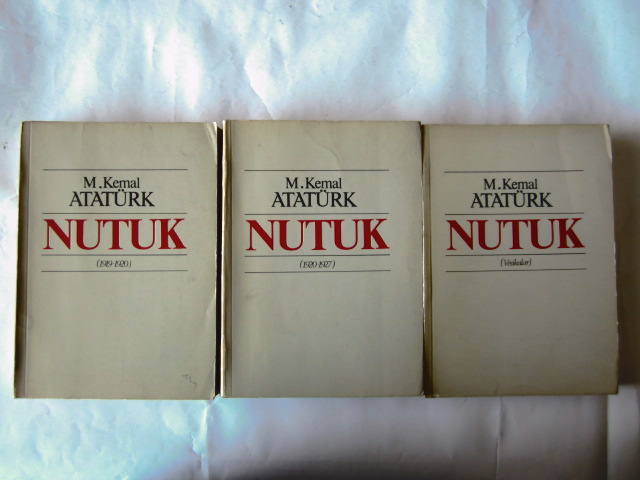 M. Kemal
ATATÜRK
NUTUK
(1919-1920)
M. Kemal
ATATÜRK
NUTUK
(1920-1927)
M. Kemal
ATATÜRK
NUTUK
(Vesikalar)